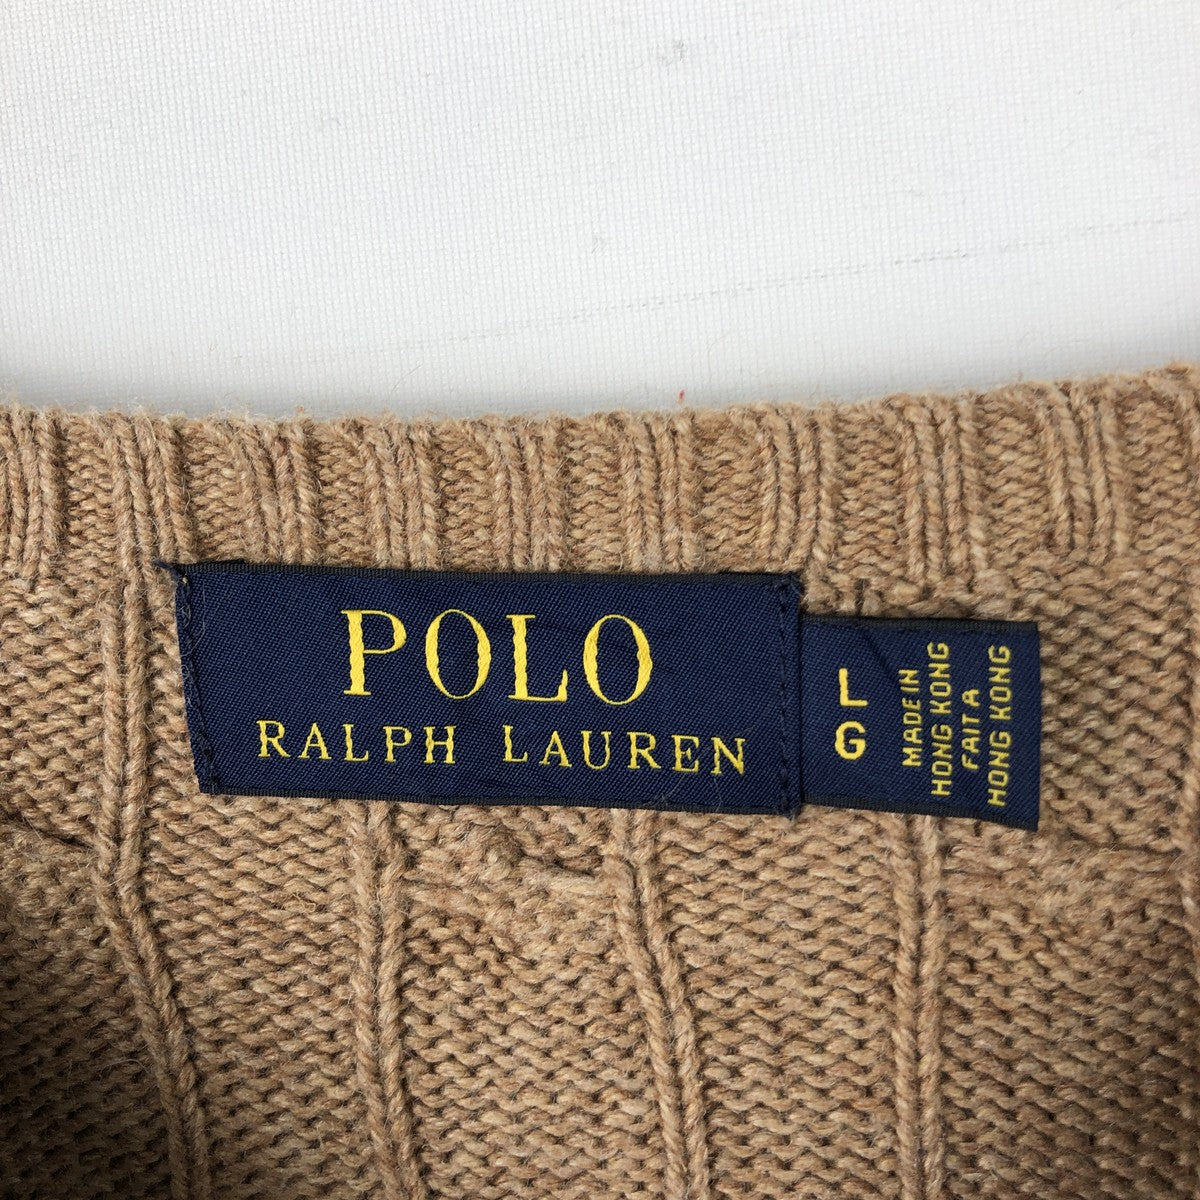 POLO
RALPH LAUREN
L
G
MADE IN
HONG KONG
FAIT A
HONG KONG